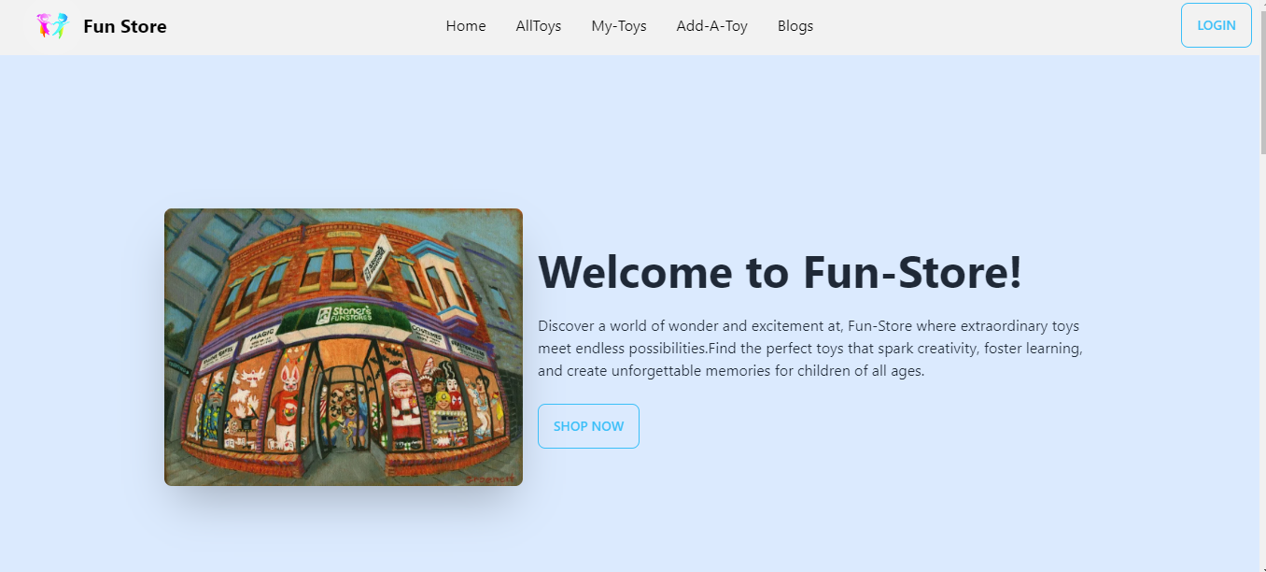 Fun Store
Home AllToys My-Toys Add-A-Toy Blogs
LOGIN
Stoner's
FUNSTORES
MAGIC
Welcome to Fun-Store!
Discover a world of wonder and excitement at, Fun-Store where extraordinary toys
meet endless possibilities.Find the perfect toys that spark creativity, foster learning,
and create unforgettable memories for children of all ages.
SHOP NOW